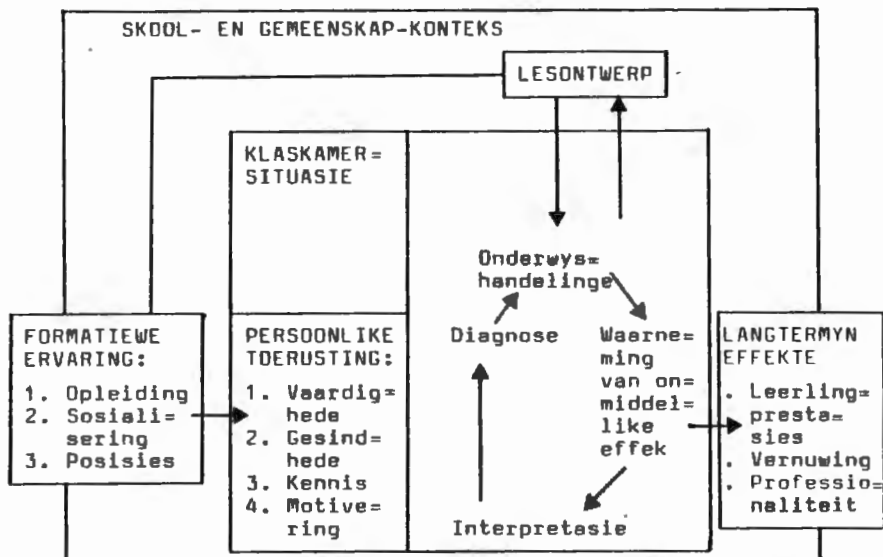 SKOOL- EN GEMEENSKAP-KONTEKS
LESONTWERP
KLASKAMER=
SITUASIE
Onderwys=
handelinge
Diagnose
Waarne=
ming
van on=
middel=
like
effek
Interpretasie
FORMATIEWE
ERVARING:
1. Opleiding
2. Sosiali=
sering
3. Posisies
PERSOONLIKE
TOERUSTING:
1. Vaardig=
hede
2. Gesind=
hede
3. Kennis
4. Motive=
ring
LANGTERMYN
EFFEKTE
. Leerling=
presta=
sies
. Vernuwing
. Professio=
naliteit